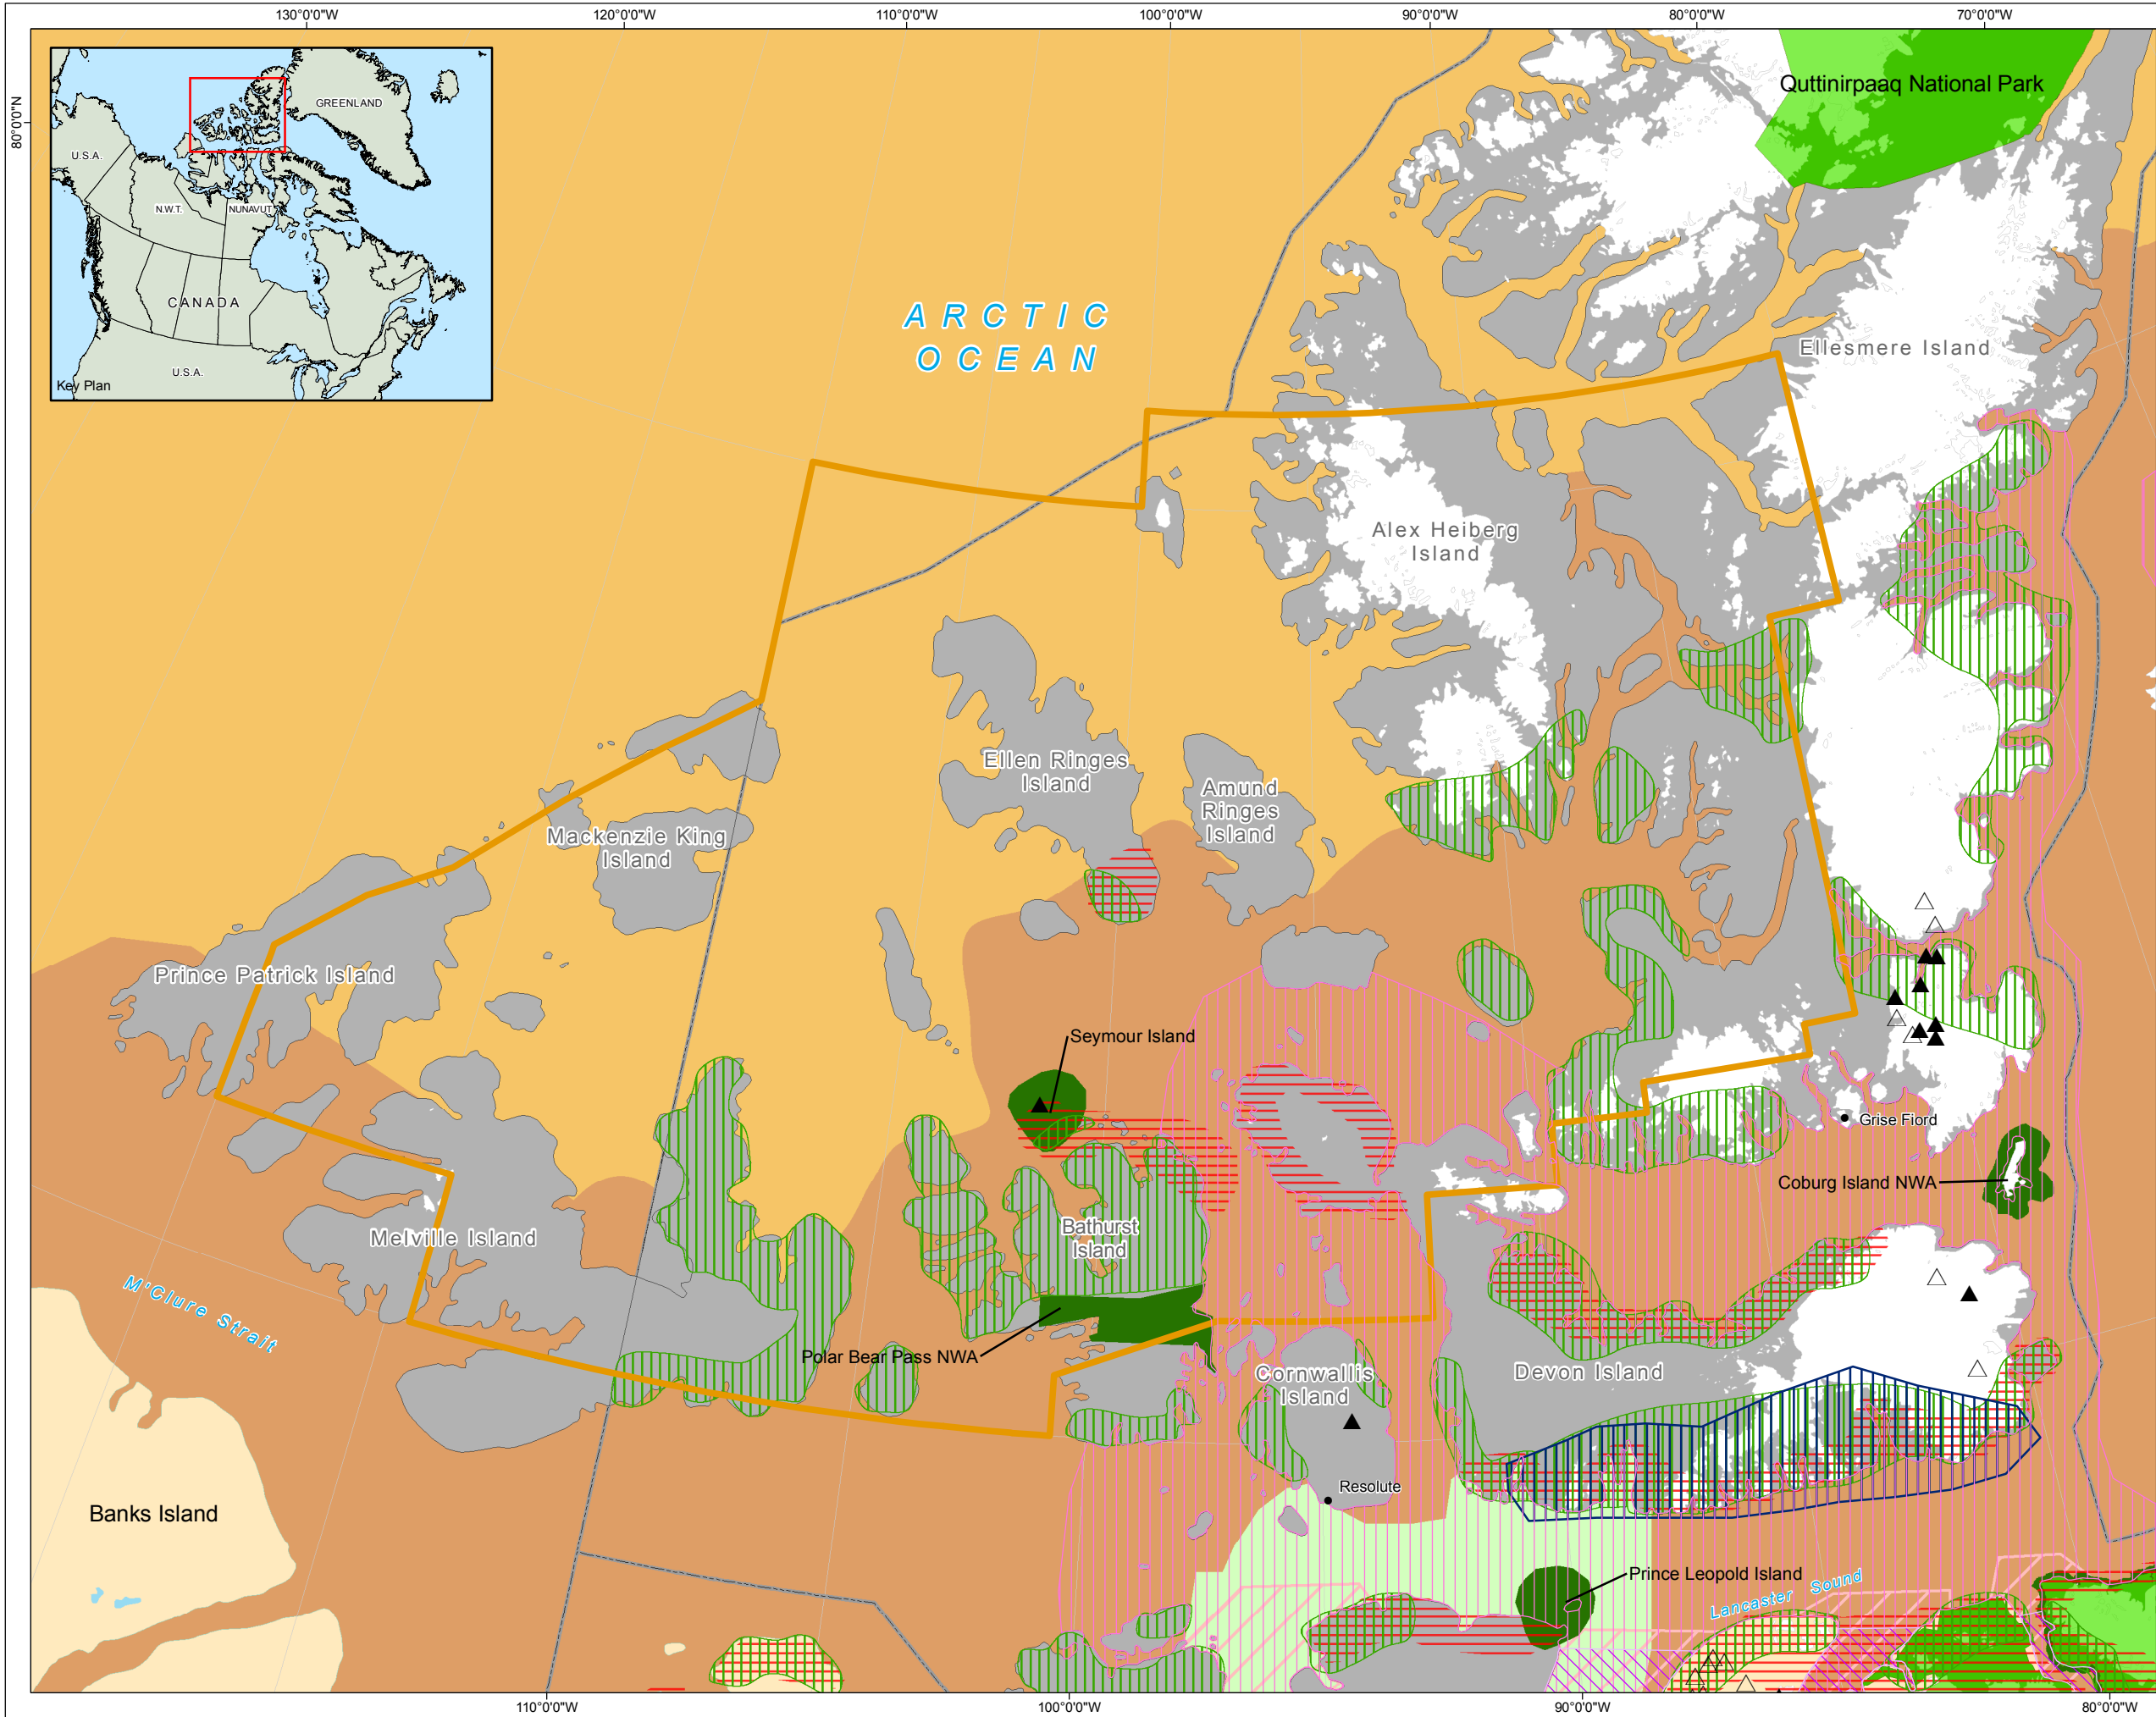 130°0'0"W
120°0'0"W
110°0'0"W
100°0'0"W
90°0'0"W
80°0'0"W
70°0'0"W
80°0'0"N
GREENLAND
U.S.A.
N.W.T.
NUNAVUT
CANADA
U.S.A.
Key Plan
Quttinirpaaq National Park
ARCTIC
OCEAN
Ellesmere Island
Alex Heiberg
Island
Ellen Ringes
Island
Amund
Ringes
Island
Mackenzie King
Island
Prince Patrick Island
Seymour Island
Grise Fiord
Coburg Island NWA
Melville Island
Bathurst
Island
M'Clure Strait
Polar Bear Pass NWA
Cornwallis
Island
Devon Island
Resolute
Banks Island
Prince Leopold Island
Lancaster Sound
110°0'0"W
100°0'0"W
90°0'0"W
80°0'0"W